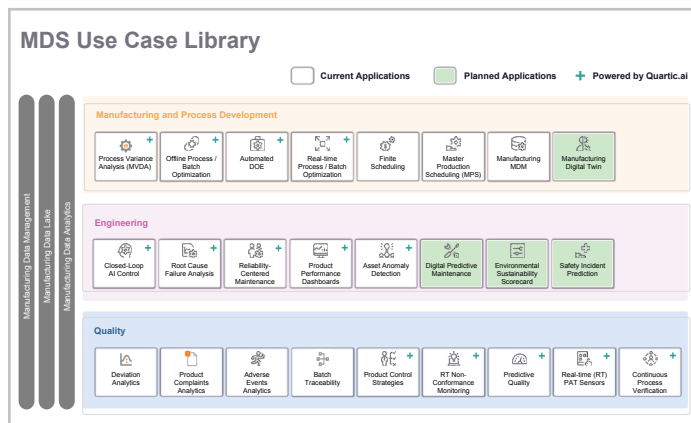 MDS Use Case Library
Current Applications
Planned Applications
+ Powered by Quartic.ai
Manufacturing Data Management
Manufacturing Data Lake
Manufacturing Data Analytics
Manufacturing and Process Development
Process Variance
Analysis (MVDA)
Offline Process /
Batch
Optimization
Automated
DOE
Real-time
Process / Batch
Optimization
Finite
Scheduling
Master
Production
Scheduling (MPS)
Manufacturing
MDM
Manufacturing
Digital Twin
Engineering
Closed-Loop
AI Control
Root Cause
Failure Analysis
Reliability-
Centered
Maintenance
Product
Performance
Dashboards
Asset Anomaly
Detection
Digital Predictive
Maintenance
Environmental
Sustainability
Scorecard
Safety Incident
Prediction
Quality
Deviation
Analytics
Product
Complaints
Analytics
Adverse
Events
Analytics
Batch
Traceability
Product Control
Strategies
RT Non-
Conformance
Monitoring
Predictive
Quality
Real-time (RT)
PAT Sensors
Continuous
Process
Verification